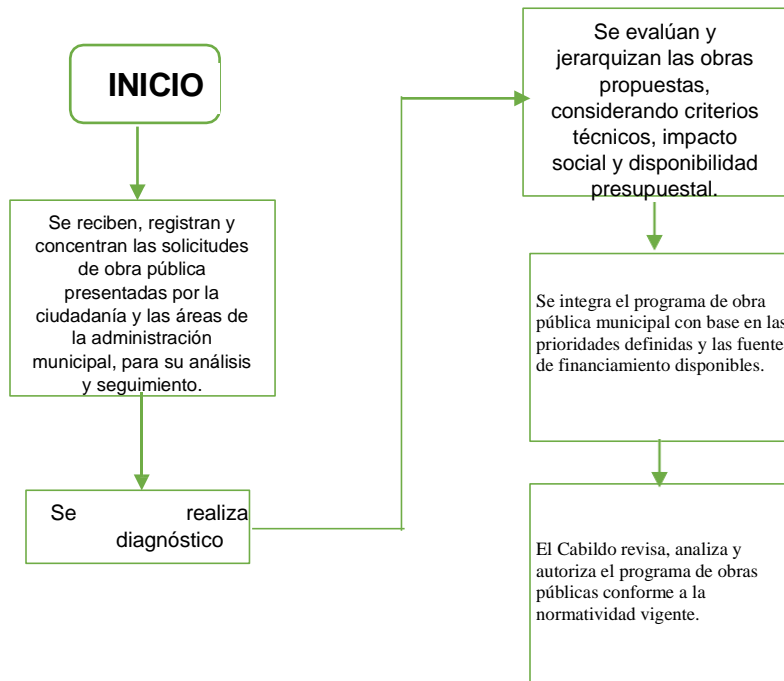 INICIO
Se reciben, registran y
concentran las solicitudes
de obra pública
presentadas por la
ciudadanía y las áreas de
la administración
municipal, para su análisis
y seguimiento.
Se realiza
diagnóstico
Se evalúan y
jerarquizan las obras
propuestas,
considerando criterios
técnicos, impacto
social y disponibilidad
presupuestal.
Se integra el programa de obra
pública municipal con base en las
prioridades definidas y las fuente
de financiamiento disponibles.
El Cabildo revisa, analiza y
autoriza el programa de obras
públicas conforme a la
normatividad vigente.